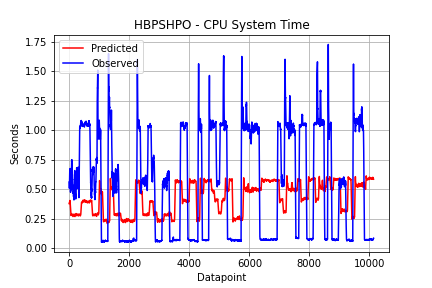 HBPSHPO - CPU System Time
Predicted
Observed
1.75
1.50
1.25
1.00
0.75
0.50
0.25
0.00
Seconds
0 2000 4000 6000 8000 10000
Datapoint